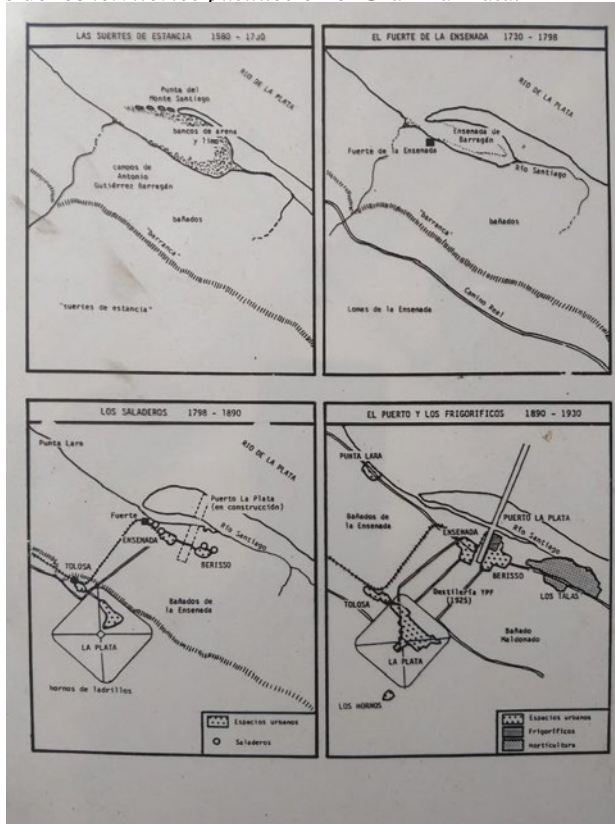 LAS SUERTES DE ESTANCIA 1580 - 1730
RIO DE LA PLATA
Punta del
Monte Santiago
bancos de arena
y limo
campos de
Antonio
Gutiérrez Barragán
bañados
"barranca"
"suertes de estancia"
EL FUERTE DE LA ENSENADA 1730 - 1798
RIO DE LA PLATA
Ensenada de
Barragán
Fuerte de la Ensenada
Río Santiago
bañados
"barranca"
Camino Real
Lomas de la Ensenada
LOS SALADEROS 1798 - 1890
Punta Lara
RIO DE LA PLATA
Puerto La Plata
(en construcción)
Fuerte
Río Santiago
ENSENADA
BERISSO
TOLOSA
Bañados de
la Ensenada
LA PLATA
hornos de ladrillos
Espacios urbanos
Saladeros
EL PUERTO Y LOS FRIGORIFICOS 1890 - 1930
RIO DE LA PLATA
PUNTA LARA
Bañados de
la Ensenada
PUERTO LA PLATA
Río Santiago
ENSENADA
BERISSO
LOS TALAS
Destilería YPF
(1925)
TOLOSA
Bañado
Maldonado
LA PLATA
LOS HORNOS
Espacios urbanos
Frigoríficos
Horticultura